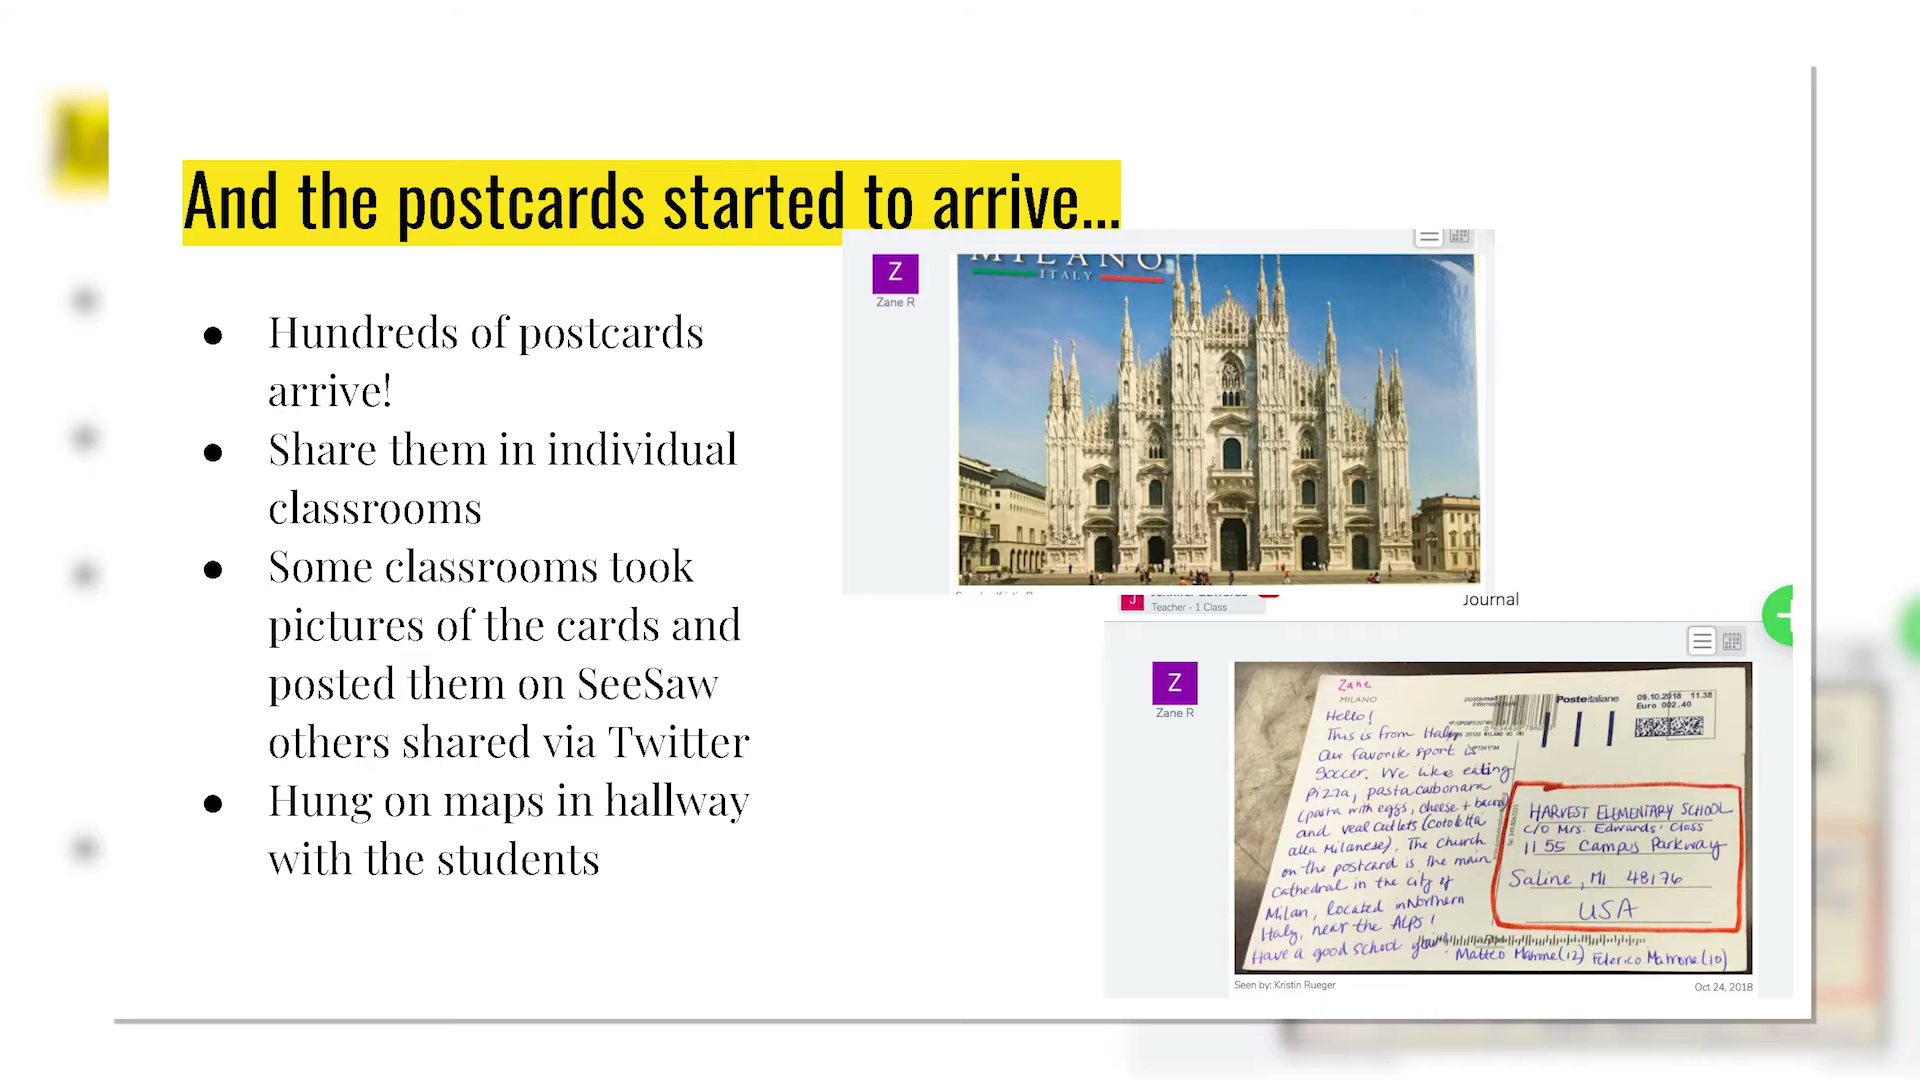 And the postcards started to arrive...
● Hundreds of postcards
arrive!
● Share them in individual
classrooms
● Some classrooms took
pictures of the cards and
posted them on SeeSaw
others shared via Twitter
● Hung on maps in hallway
with the students
Z
Zane R
MILANO
ITALY
J
Teacher - 1 Class
Journal
+
Z
Zane R
Zane
MILANO
Hello!
This is from Italy
Our favorite sport is
Soccer. We like eating
pizza, pasta carbonara
(pasta with eggs, cheese + bacon)
and veal cutlets (cotoletta
alla Milanese). The church
on the postcard is the main
cathedral in the city of
Milan, located in Northern
Italy, near the Alps!
Have a good school year!
Matteo Matrone (12) Federico Matrone (10)
postamail
internazionale
Posteitaliane
09.10.2018 11.38
Euro 002.40
HARVEST ELEMENTARY SCHOOL
c/o Mrs. Edwards' Class
1155 Campus Parkway
Saline, MI 48176
USA
Seen by: Kristin Rueger
Oct 24, 2018